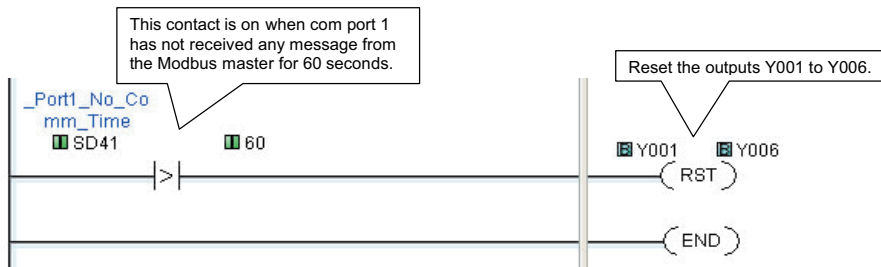 This contact is on when com port 1
has not received any message from
the Modbus master for 60 seconds.
Reset the outputs Y001 to Y006.
_Port1_No_Co
mm_Time
SD41
60
Y001
Y006
>
RST
END